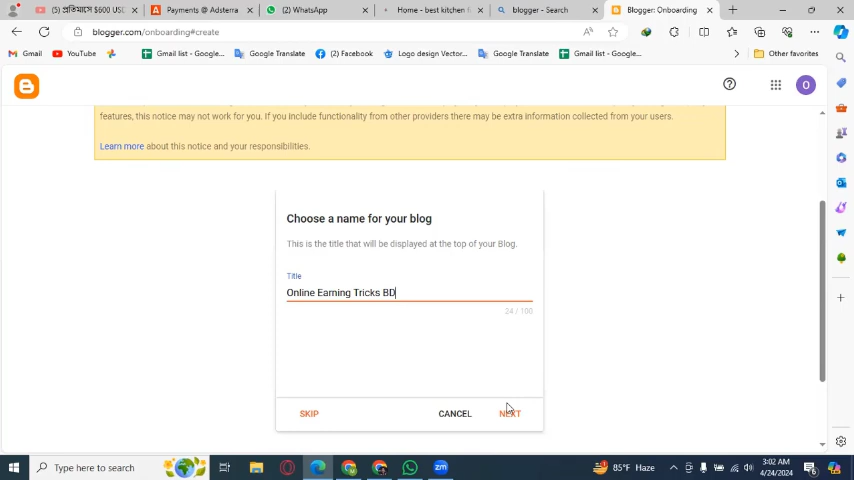 (5) প্রতিমাসে $600 USD
Payments @ Adsterra
(2) WhatsApp
Home - best kitchen f
blogger - Search
Blogger: Onboarding
blogger.com/onboarding#create
Gmail
YouTube
Gmail list - Google...
Google Translate
(2) Facebook
Logo design Vector...
Google Translate
Gmail list - Google...
Other favorites
O
features, this notice may not work for you. If you include functionality from other providers there may be extra information collected from your users.
Learn more about this notice and your responsibilities.
Choose a name for your blog
This is the title that will be displayed at the top of your Blog.
Title
Online Earning Tricks BD
24 / 100
SKIP
CANCEL
NEXT
Type here to search
zm
85°F Haze
3:02 AM
4/24/2024